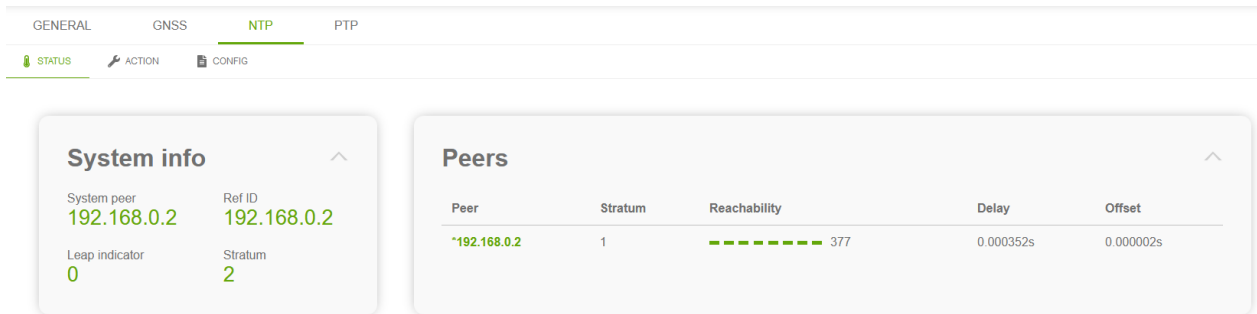 GENERAL GNSS NTP PTP
STATUS ACTION CONFIG
System info
System peer Ref ID
192.168.0.2 192.168.0.2
Leap indicator Stratum
0 2
Peers
Peer Stratum Reachability Delay Offset
*192.168.0.2 1 377 0.000352s 0.000002s